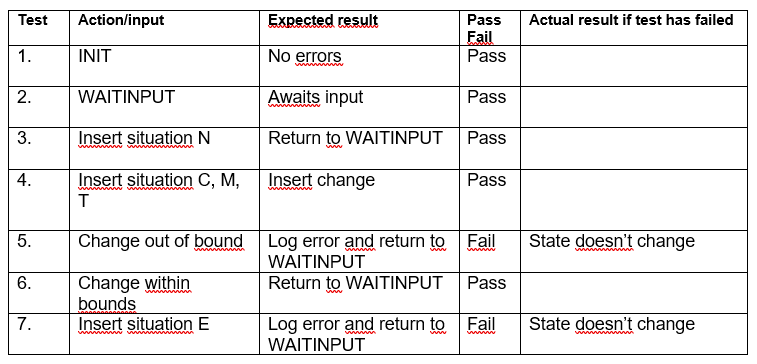 Test Action/input Expected result Pass Actual result if test has failed
Fail
1. INIT No errors Pass
2. WAITINPUT Awaits input Pass
3. Insert situation N Return to WAITINPUT Pass
4. Insert situation C, M, Insert change Pass
T
5. Change out of bound Log error and return to Fail State doesn’t change
WAITINPUT
6. Change within Return to WAITINPUT Pass
bounds
7. Insert situation E Log error and return to Fail State doesn’t change
WAITINPUT